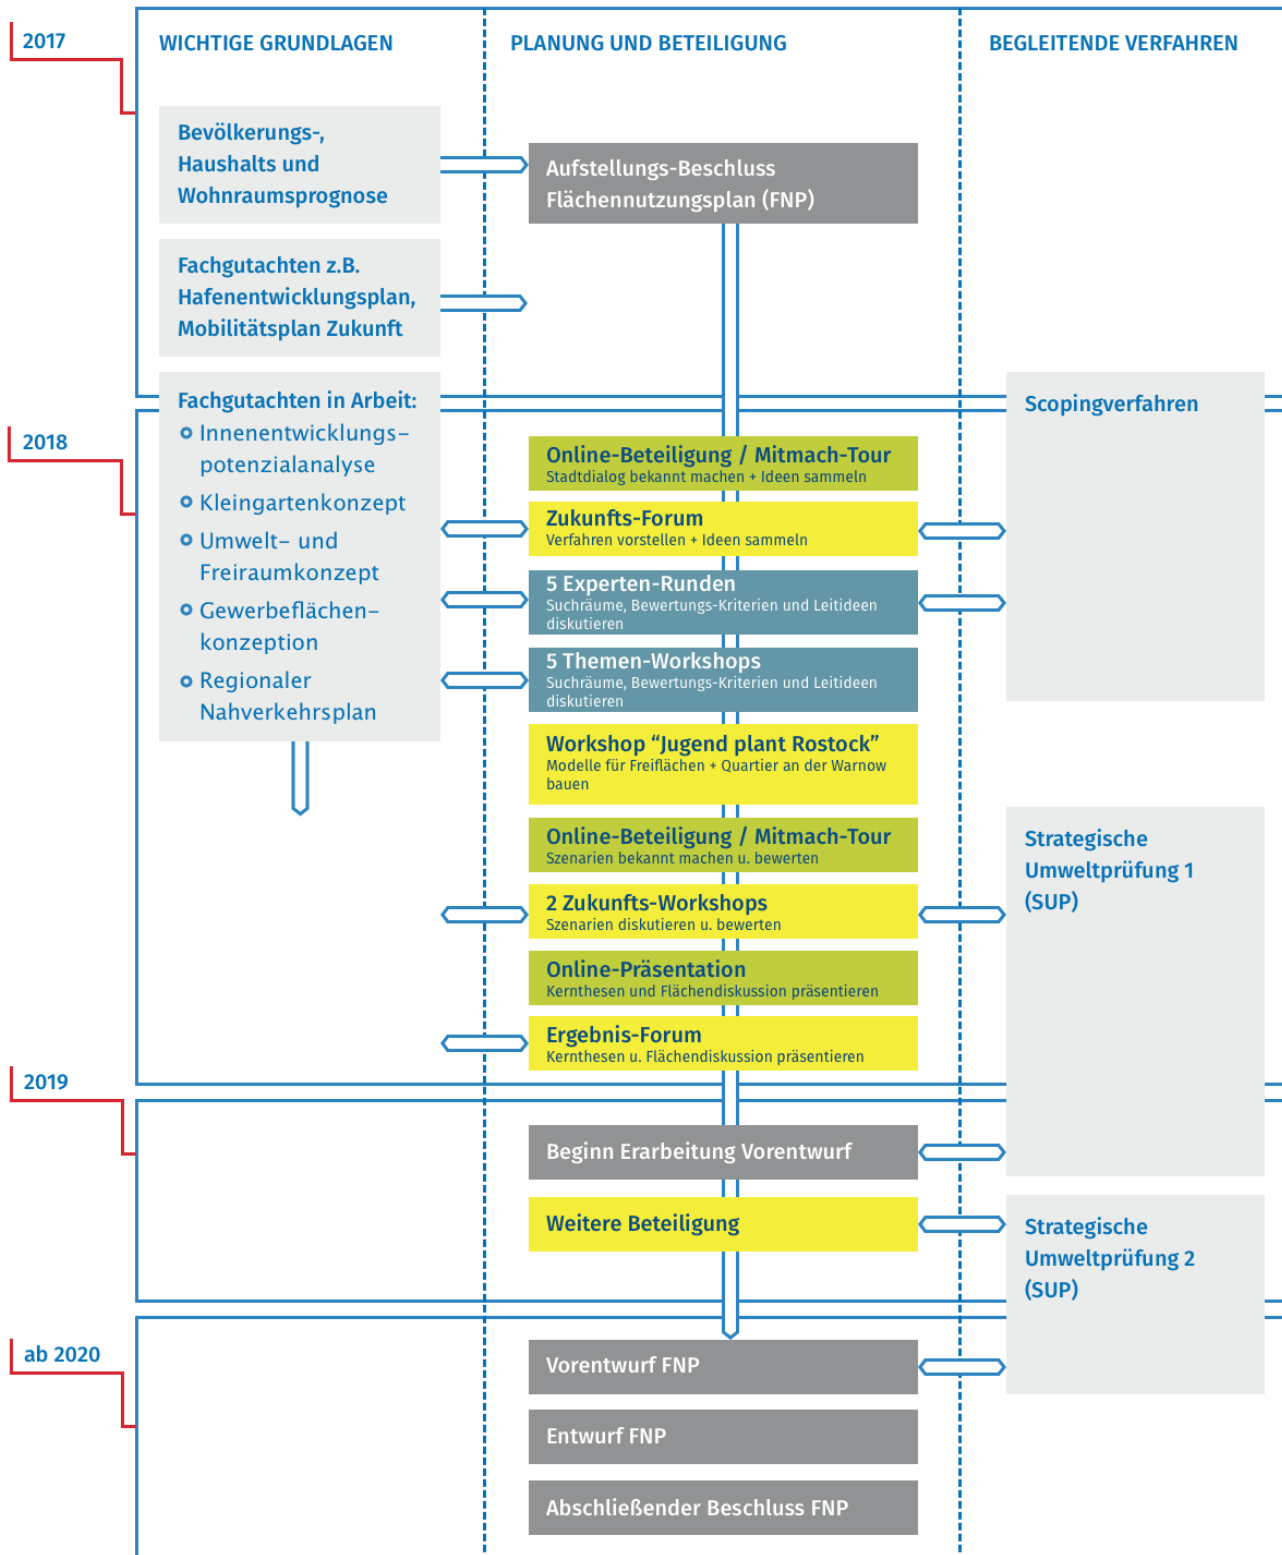 2017
WICHTIGE GRUNDLAGEN
PLANUNG UND BETEILIGUNG
BEGLEITENDE VERFAHREN
Bevölkerungs-,
Haushalts und
Wohnraumsprognose
Aufstellungs-Beschluss
Flächennutzungsplan (FNP)
Fachgutachten z.B.
Hafenentwicklungsplan,
Mobilitätsplan Zukunft
Fachgutachten in Arbeit:
Innenentwicklungs-
potenzialanalyse
Kleingartenkonzept
Umwelt- und
Freiraumkonzept
Gewerbeflächen-
konzeption
Regionaler
Nahverkehrsplan
Scopingverfahren
2018
Online-Beteiligung / Mitmach-Tour
Stadtdialog bekannt machen + Ideen sammeln
Zukunfts-Forum
Verfahren vorstellen + Ideen sammeln
5 Experten-Runden
Suchräume, Bewertungs-Kriterien und Leitideen
diskutieren
5 Themen-Workshops
Suchräume, Bewertungs-Kriterien und Leitideen
diskutieren
Workshop “Jugend plant Rostock”
Modelle für Freiflächen + Quartier an der Warnow
bauen
Online-Beteiligung / Mitmach-Tour
Szenarien bekannt machen u. bewerten
2 Zukunfts-Workshops
Szenarien diskutieren u. bewerten
Online-Präsentation
Kernthesen und Flächendiskussion präsentieren
Ergebnis-Forum
Kernthesen u. Flächendiskussion präsentieren
Strategische
Umweltprüfung 1
(SUP)
2019
Beginn Erarbeitung Vorentwurf
Weitere Beteiligung
Strategische
Umweltprüfung 2
(SUP)
ab 2020
Vorentwurf FNP
Entwurf FNP
Abschließender Beschluss FNP